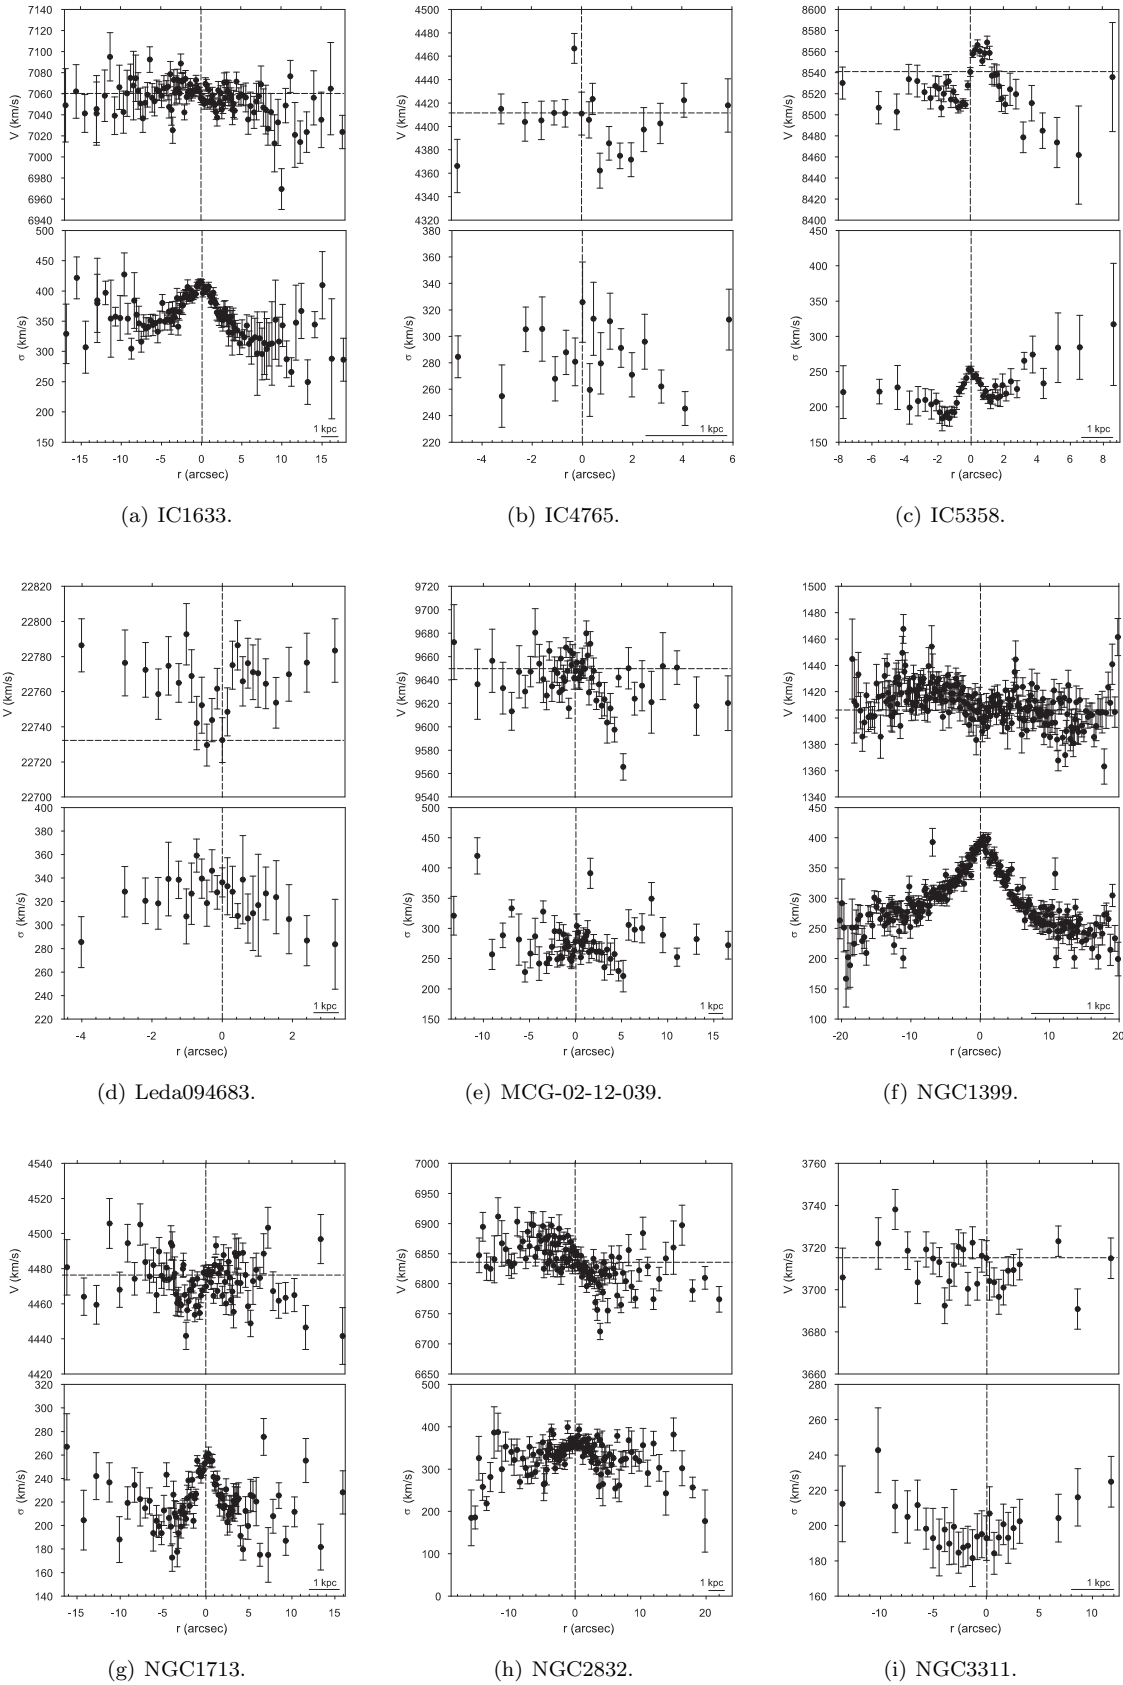 7140
7120
7100
7080
7060
7040
7020
7000
6980
6960
6940
V (km/s)
500
450
400
350
300
250
200
150
σ (km/s)
1 kpc
-15 -10 -5 0 5 10 15
r (arcsec)
(a) IC1633.
4500
4480
4460
4440
4420
4400
4380
4360
4340
4320
V (km/s)
380
360
340
320
300
280
260
240
220
σ (km/s)
1 kpc
-4 -2 0 2 4 6
r (arcsec)
(b) IC4765.
8600
8580
8560
8540
8520
8500
8480
8460
8440
8420
8400
V (km/s)
450
400
350
300
250
200
150
σ (km/s)
1 kpc
-8 -6 -4 -2 0 2 4 6 8
r (arcsec)
(c) IC5358.
22820
22800
22780
22760
22740
22720
22700
V (km/s)
400
380
360
340
320
300
280
260
240
220
σ (km/s)
1 kpc
-4 -2 0 2
r (arcsec)
(d) Leda094683.
9720
9700
9680
9660
9640
9620
9600
9580
9560
9540
V (km/s)
500
450
400
350
300
250
200
150
σ (km/s)
1 kpc
-10 -5 0 5 10 15
r (arcsec)
(e) MCG-02-12-039.
1500
1480
1460
1440
1420
1400
1380
1360
1340
V (km/s)
450
400
350
300
250
200
150
100
σ (km/s)
1 kpc
-20 -10 0 10 20
r (arcsec)
(f) NGC1399.
4540
4520
4500
4480
4460
4440
4420
V (km/s)
320
300
280
260
240
220
200
180
160
140
σ (km/s)
1 kpc
-15 -10 -5 0 5 10 15
r (arcsec)
(g) NGC1713.
7000
6950
6900
6850
6800
6750
6700
6650
V (km/s)
500
400
300
200
100
0
σ (km/s)
1 kpc
-10 0 10 20
r (arcsec)
(h) NGC2832.
3760
3740
3720
3700
3680
3660
V (km/s)
280
260
240
220
200
180
160
σ (km/s)
1 kpc
-10 -5 0 5 10
r (arcsec)
(i) NGC3311.